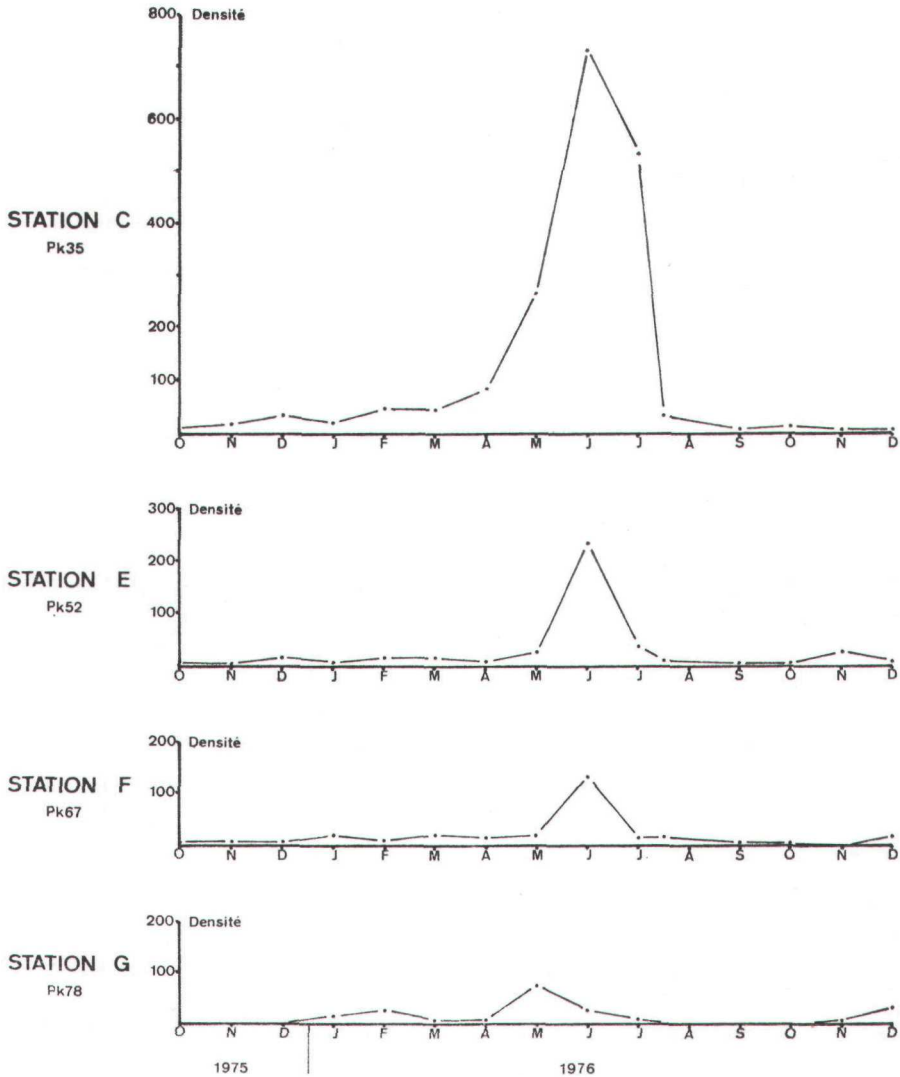 800 Densité
600
400
200
100
STATION C
Pk35
O N D J F M A M J J A S O N D
300 Densité
200
100
STATION E
Pk52
O N D J F M A M J J A S O N D
200 Densité
100
STATION F
Pk67
O N D J F M A M J J A S O N D
200 Densité
100
STATION G
Pk78
O N D J F M A M J J A S O N D
1975 1976